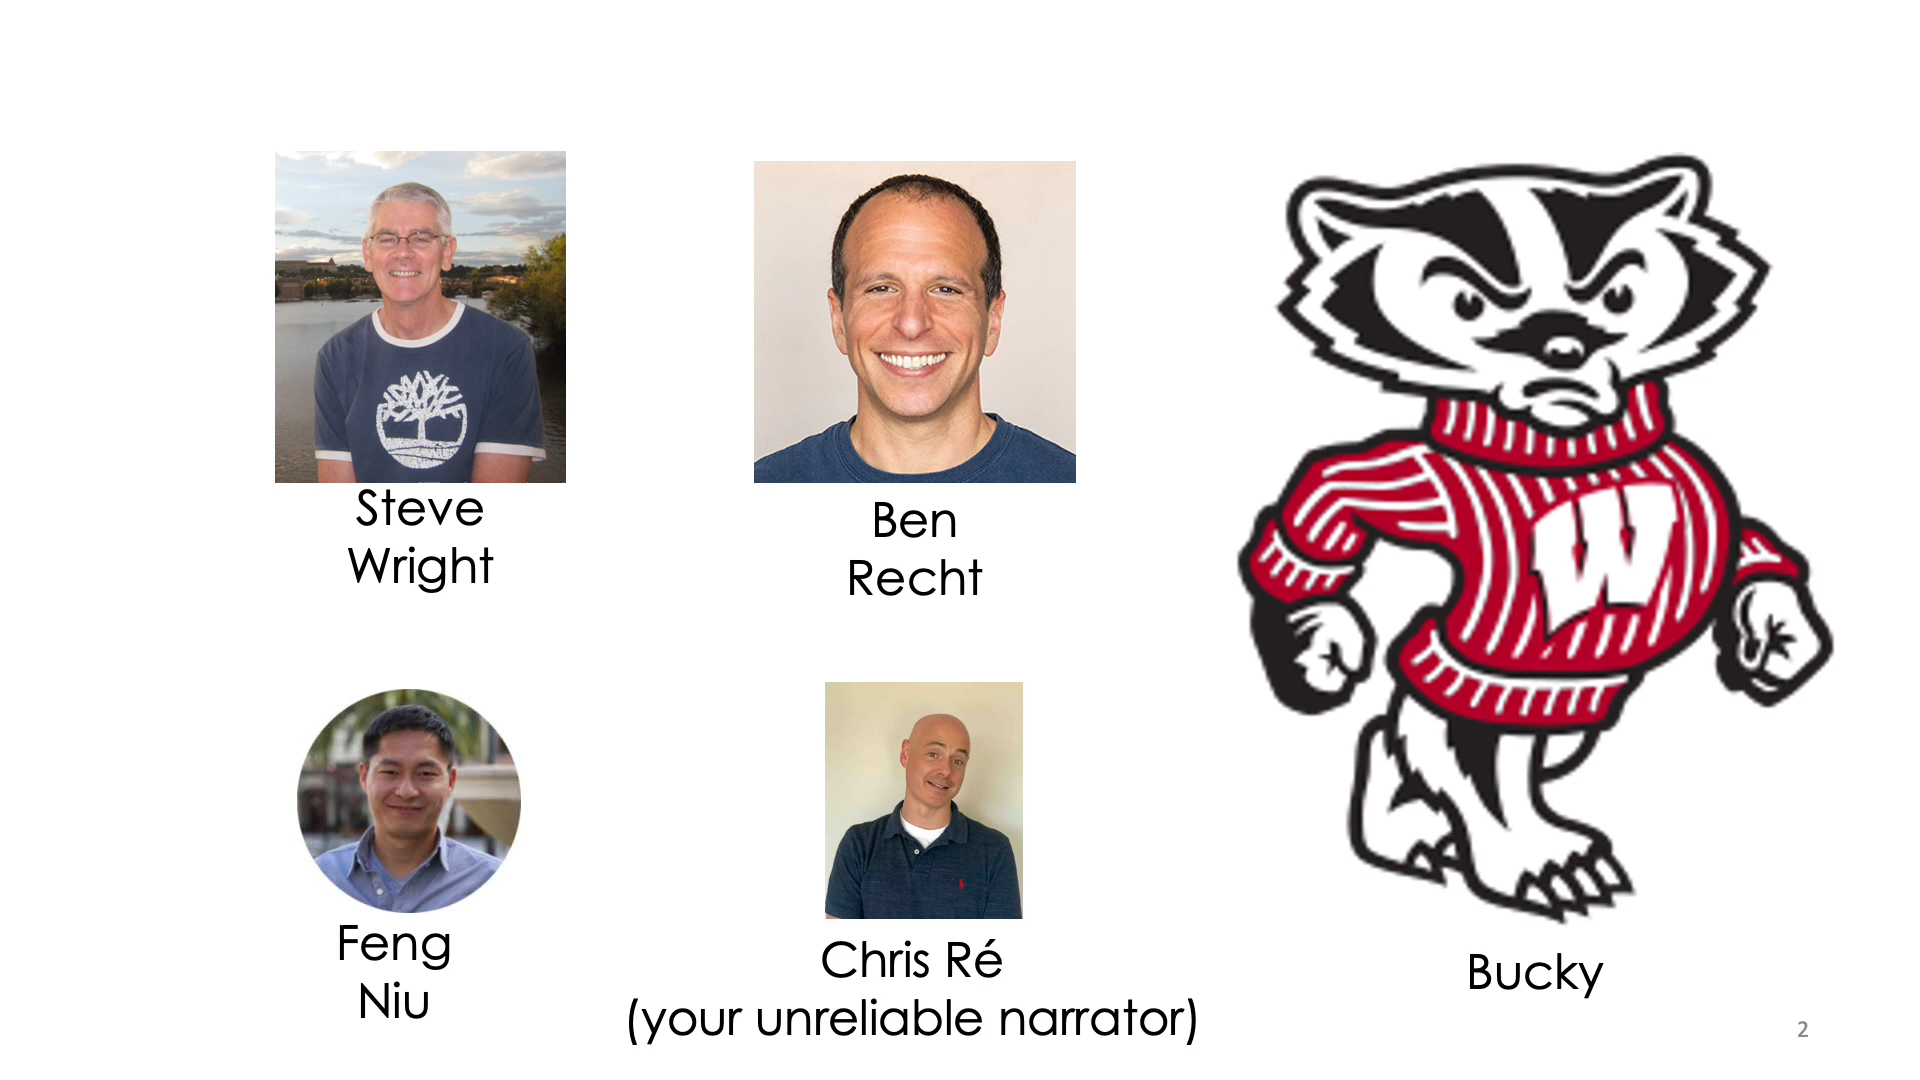 Steve
Wright
Ben
Recht
W
Feng
Niu
Chris Ré
(your unreliable narrator)
Bucky
2